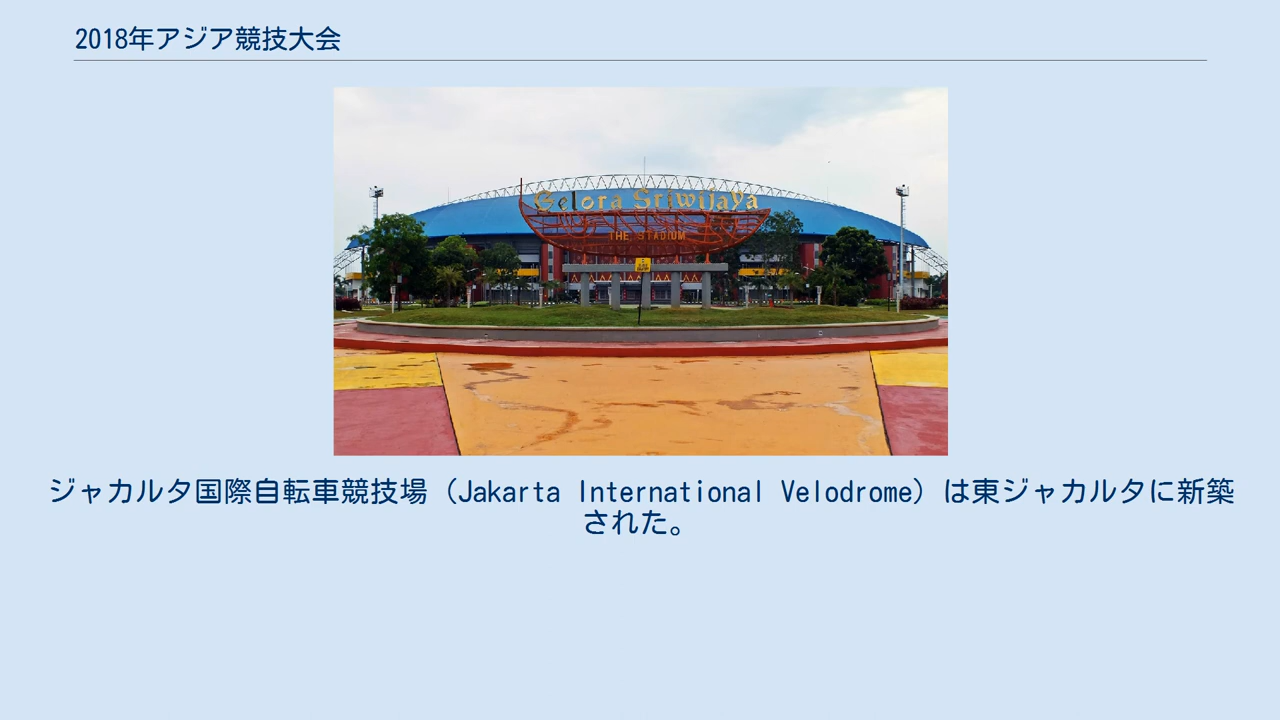 2018年アジア競技大会
Gelora Sriwijaya
THE STADIUM
ジャカルタ国際自転車競技場（Jakarta International Velodrome）は東ジャカルタに新築
された。